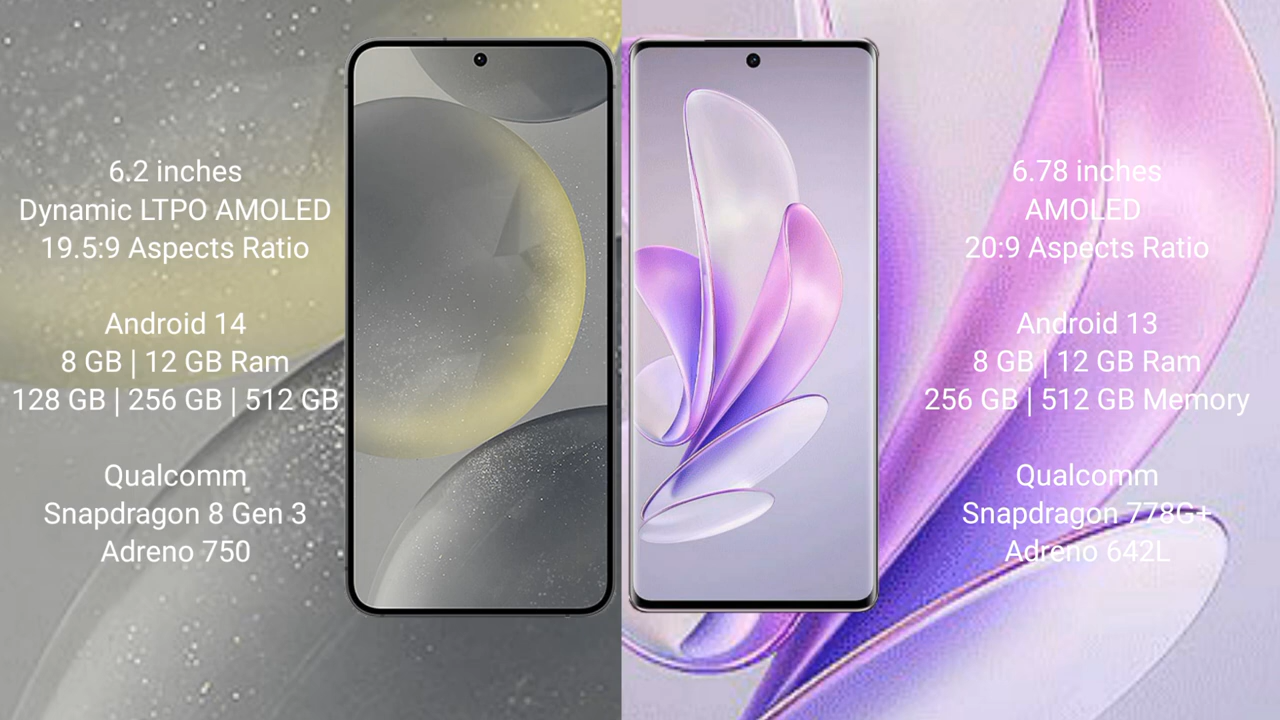 6.2 inches
Dynamic LTPO AMOLED
19.5:9 Aspects Ratio
Android 14
8 GB | 12 GB Ram
128 GB | 256 GB | 512 GB
Qualcomm
Snapdragon 8 Gen 3
Adreno 750
6.78 inches
AMOLED
20:9 Aspects Ratio
Android 13
8 GB | 12 GB Ram
256 GB | 512 GB Memory
Qualcomm
Snapdragon 778G+
Adreno 642L